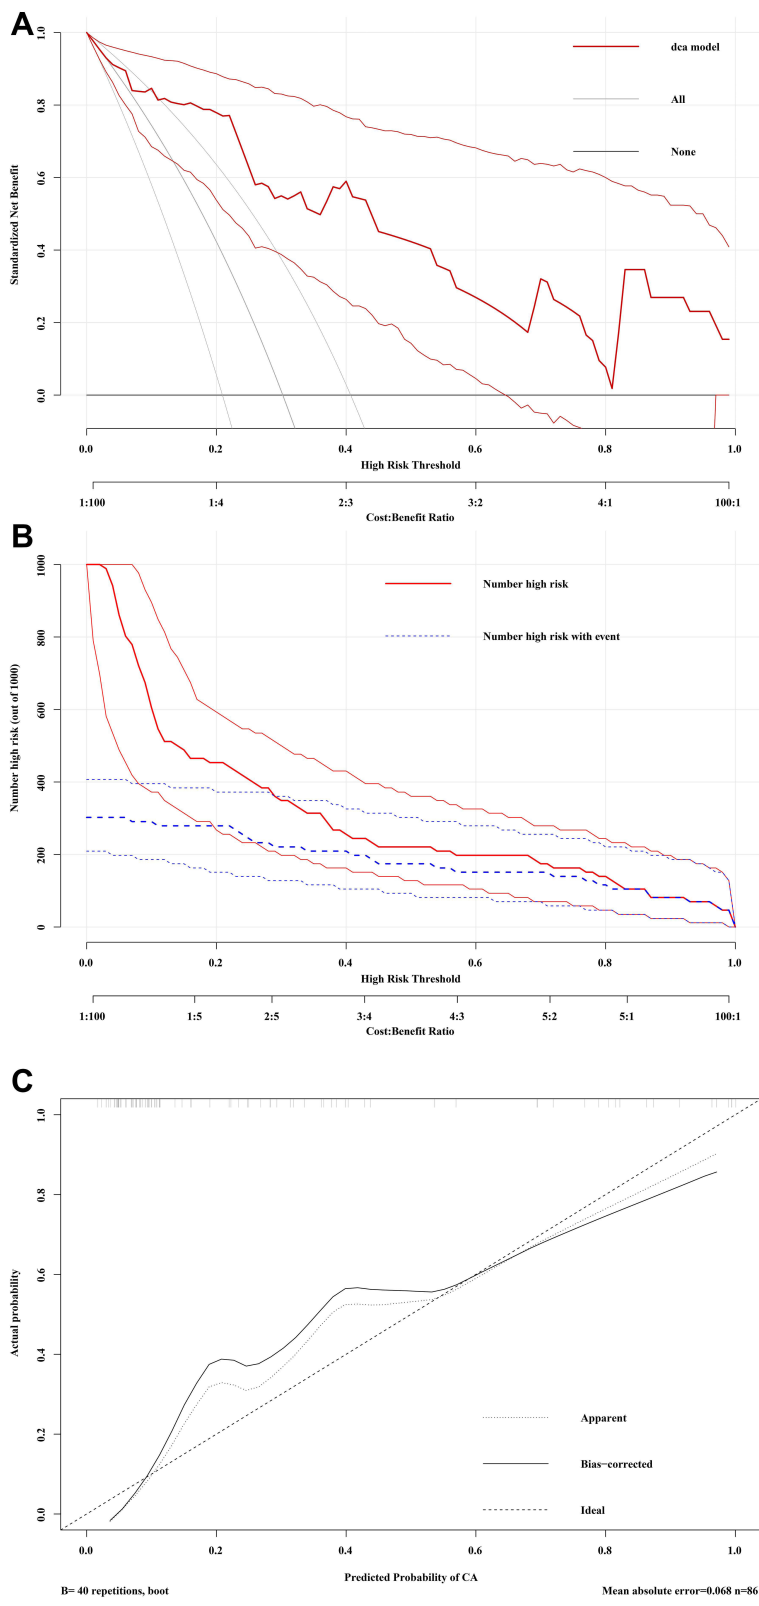 A
Standardized Net Benefit
1.0
0.8
0.6
0.4
0.2
0.0
dca model
All
None
0.0 0.2 0.4 0.6 0.8 1.0
High Risk Threshold
1:100 1:4 2:3 3:2 4:1 100:1
Cost:Benefit Ratio
B
Number high risk (out of 1000)
1000
800
600
400
200
0
Number high risk
Number high risk with event
0.0 0.2 0.4 0.6 0.8 1.0
High Risk Threshold
1:100 1:5 2:5 3:4 4:3 5:2 5:1 100:1
Cost:Benefit Ratio
C
Actual probability
1.0
0.8
0.6
0.4
0.2
0.0
Apparent
Bias−corrected
Ideal
0.0 0.2 0.4 0.6 0.8 1.0
Predicted Probability of CA
B= 40 repetitions, boot Mean absolute error=0.068 n=86